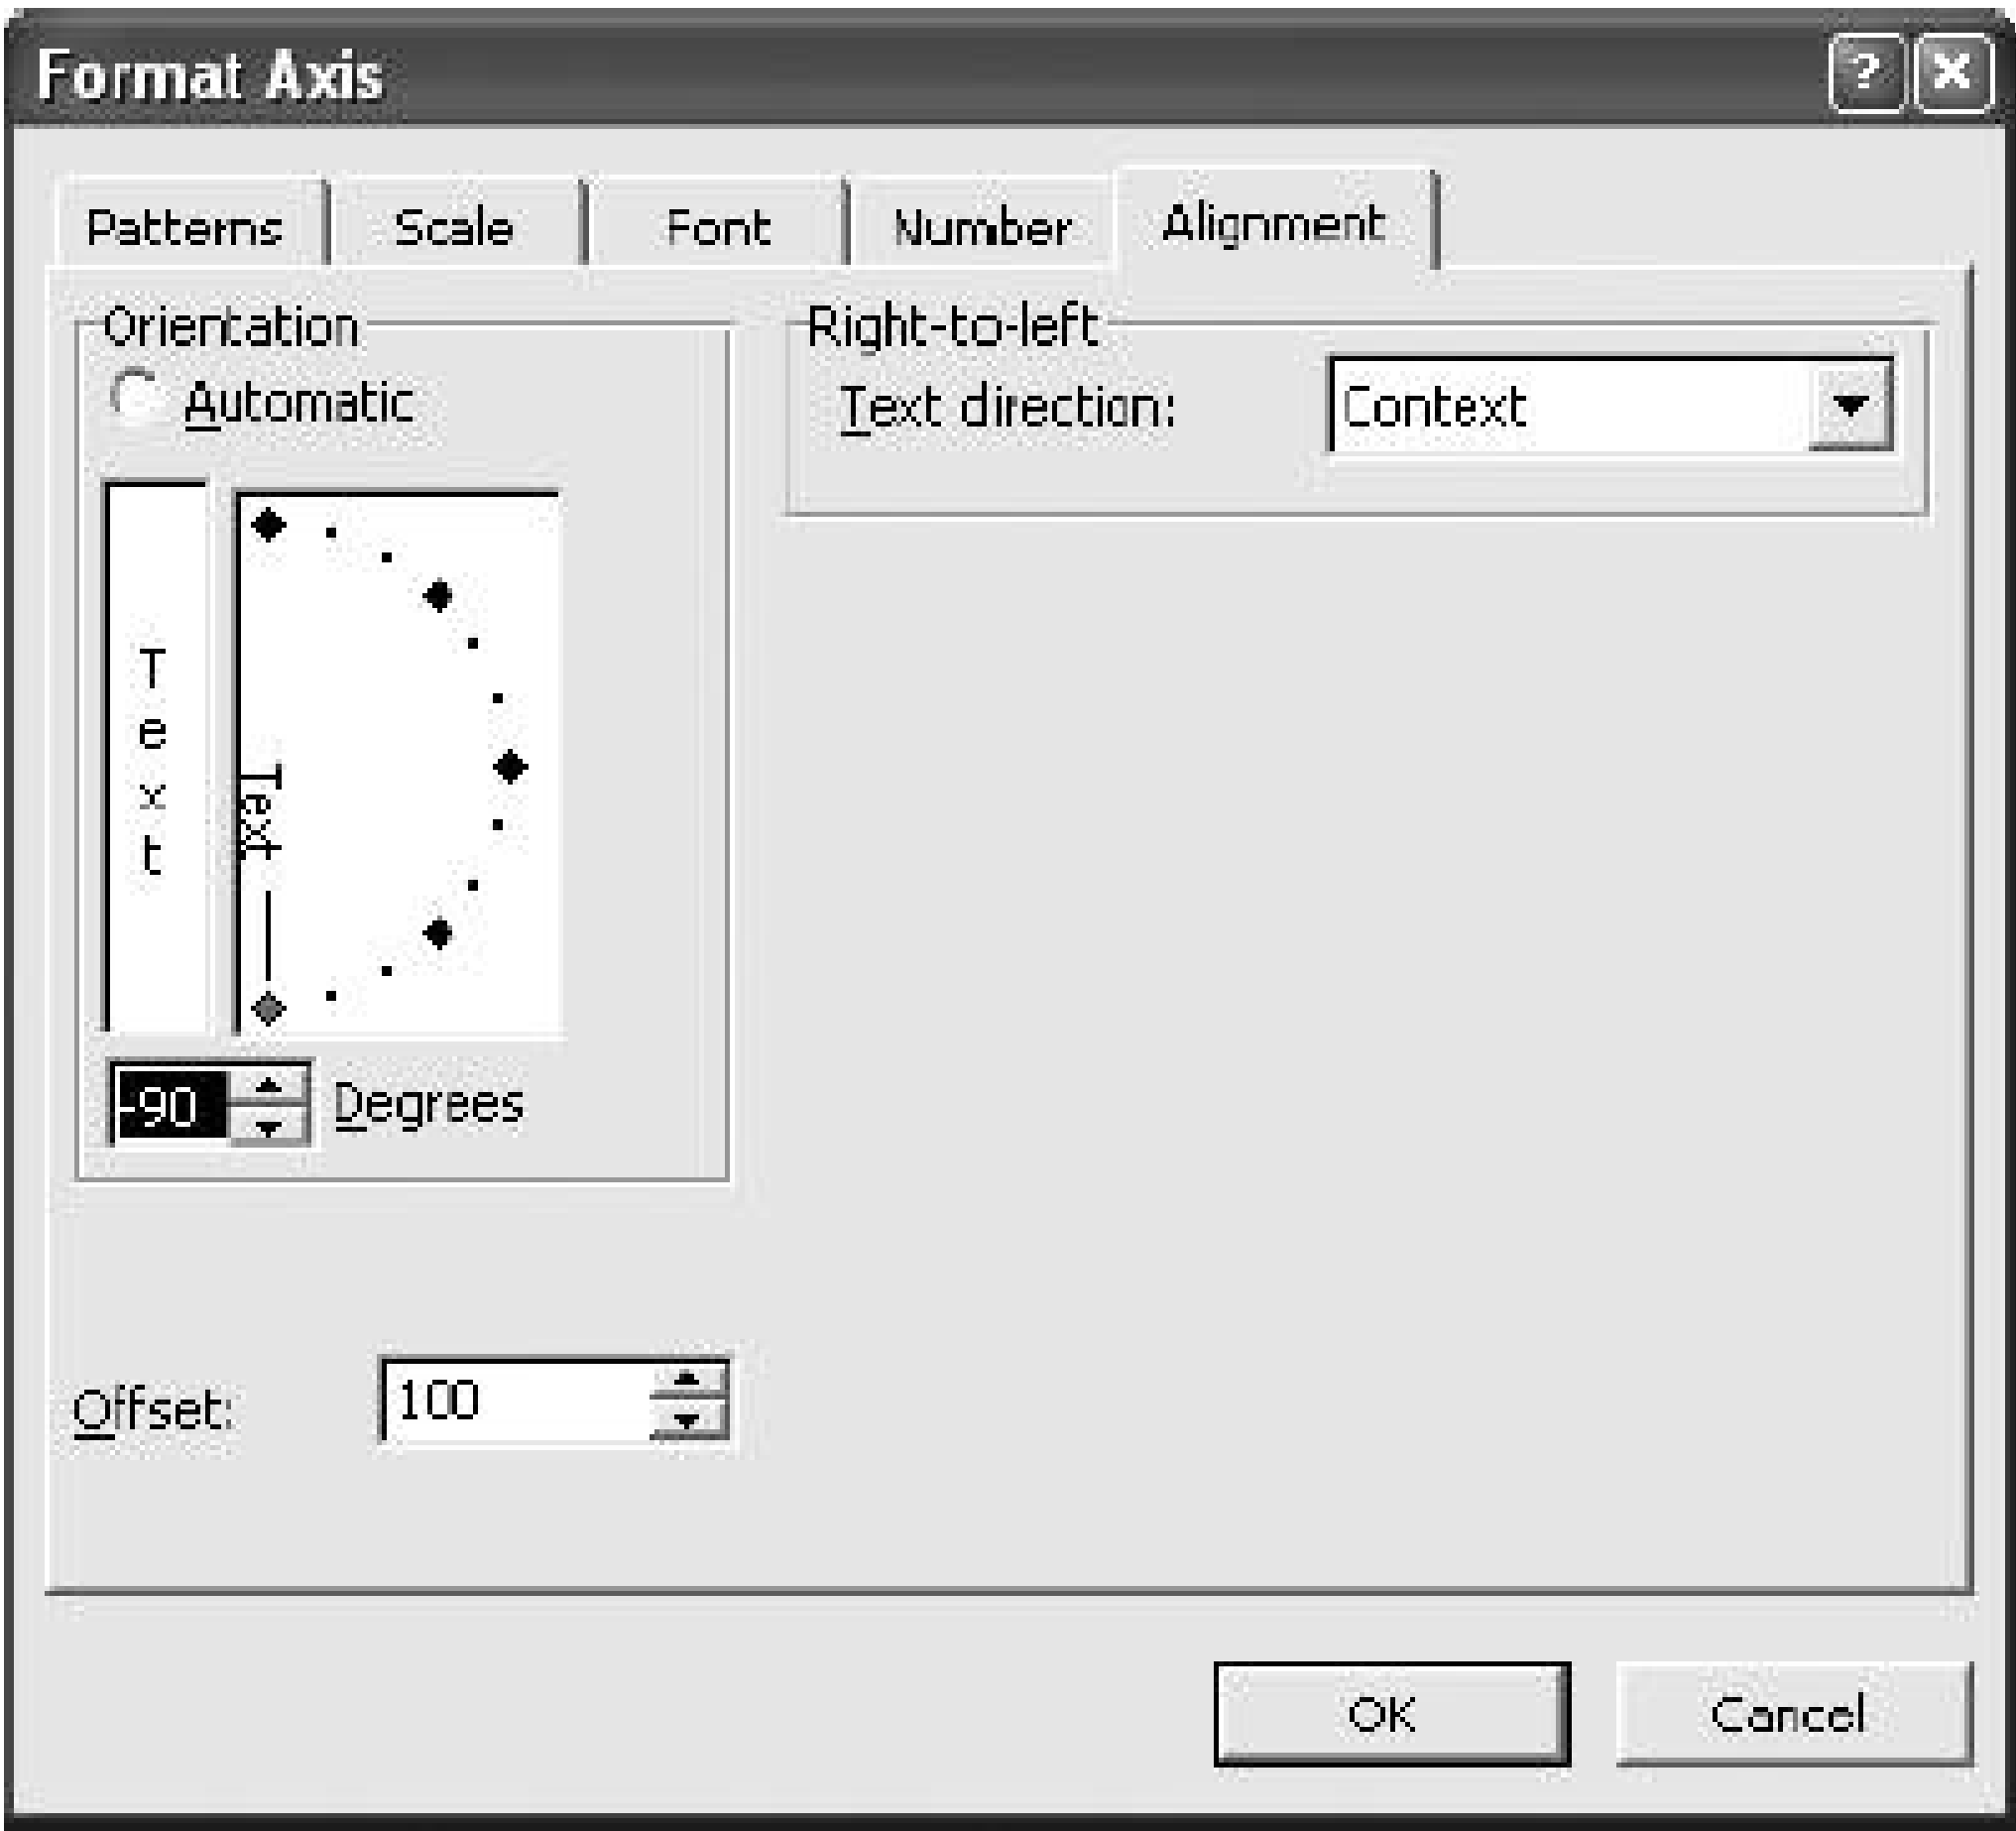 Format Axis
Patterns Scale Font Number Alignment
Orientation
Automatic
Text
Text
-90 Degrees
Offset: 100
Right-to-left
Text direction: Context
OK Cancel